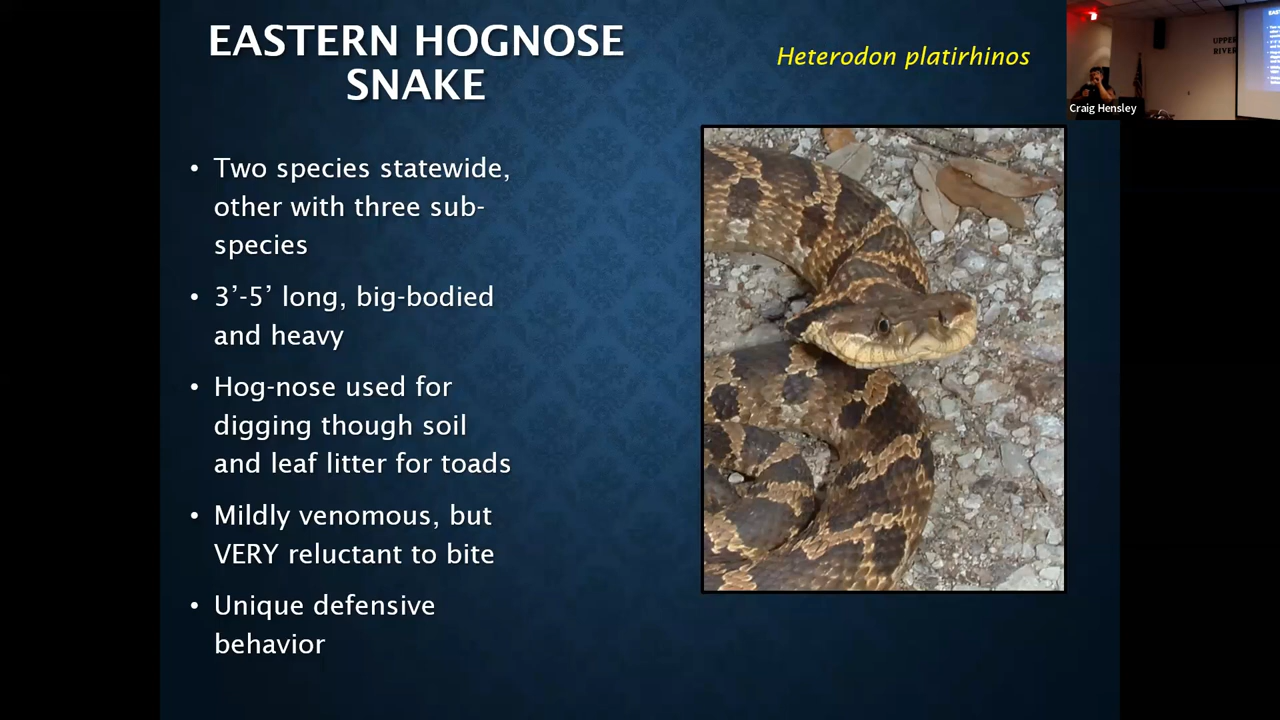 EASTERN HOGNOSE
SNAKE
Heterodon platirhinos
• Two species statewide,
other with three sub-
species
• 3’-5’ long, big-bodied
and heavy
• Hog-nose used for
digging though soil
and leaf litter for toads
• Mildly venomous, but
VERY reluctant to bite
• Unique defensive
behavior
UPPER
RIVER
Craig Hensley